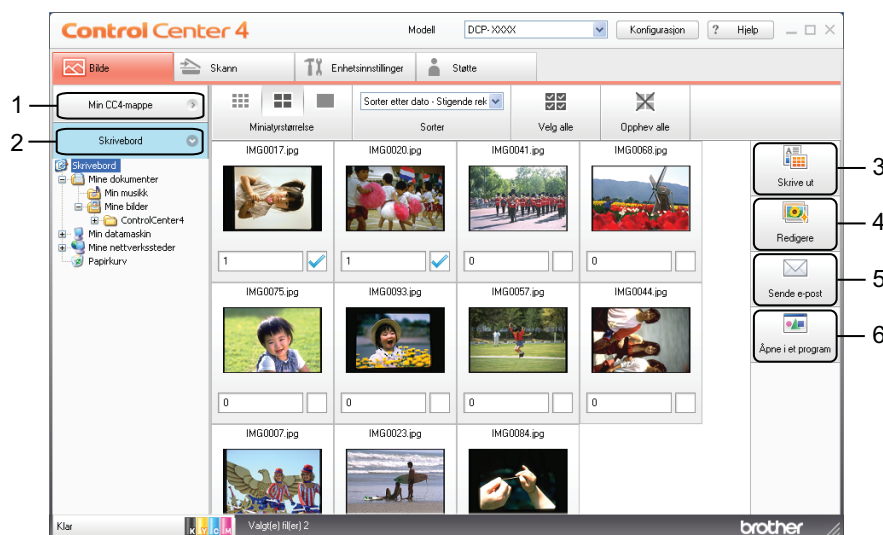 Control Center 4
Modell DCP-XXXX Konfigurasjon ? Hjelp
Bilde Skann Enhetsinnstillinger Støtte
1 Min CC4-mappe
2 Skrivebord
Skrivebord
Mine dokumenter
Min musikk
Mine bilder
ControlCenter4
Min datamaskin
Mine nettverkssteder
Papirkurv
Sorter etter dato - Stigende rek
Miniatyrstørrelse Sorter Velg alle Opphev alle
IMG0017.jpg IMG0020.jpg IMG0041.jpg IMG0068.jpg
1 1 0 0
IMG0075.jpg IMG0093.jpg IMG0057.jpg IMG0044.jpg
0 0 0 0
IMG0007.jpg IMG0023.jpg IMG0084.jpg
Skrive ut 3
Redigere 4
Sende e-post 5
Åpne i et program 6
Klar K Y C M Valgt(e) fil(er) 2 brother